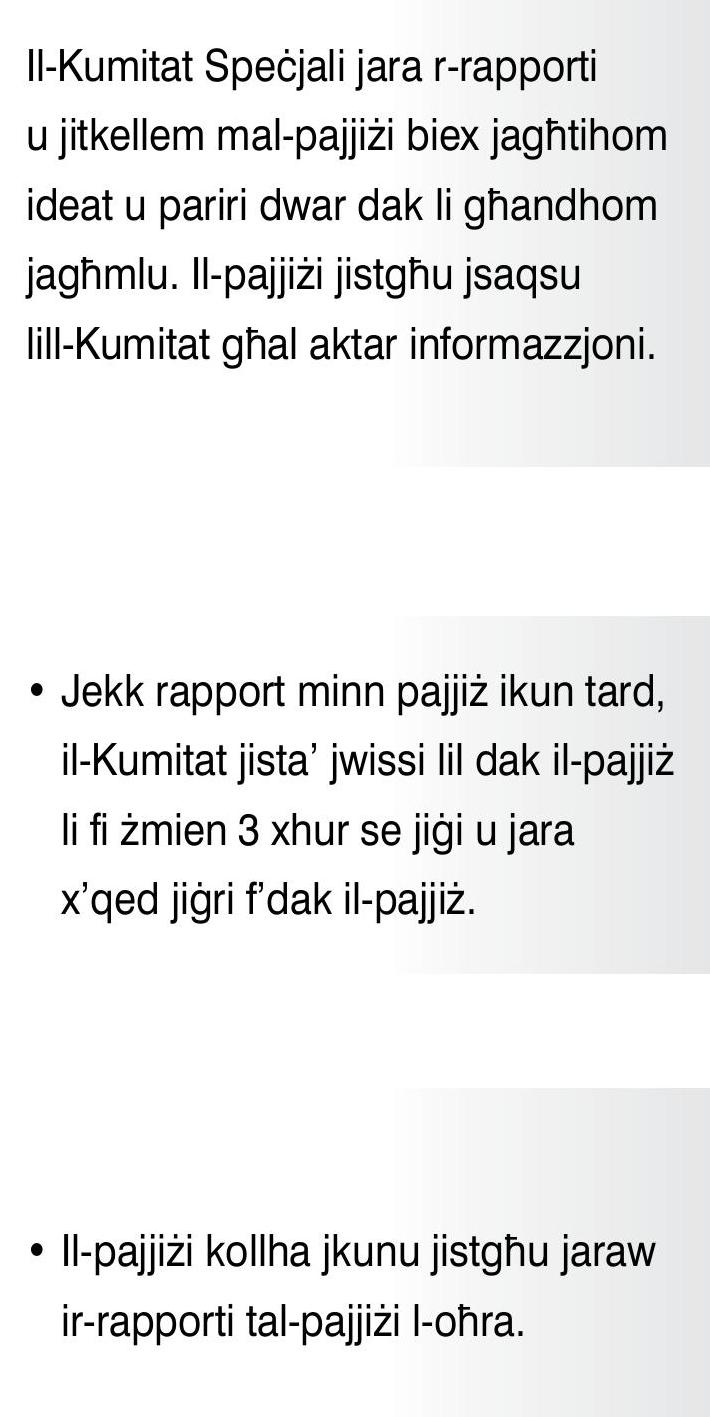 Il-Kumitat Speċjali jara r-rapporti
u jitkellem mal-pajjiżi biex jagħtihom
ideat u pariri dwar dak li għandhom
jagħmlu. Il-pajjiżi jistgħu jsaqsu
lill-Kumitat għal aktar informazzjoni.
• Jekk rapport minn pajjiż ikun tard,
il-Kumitat jista’ jwissi lil dak il-pajjiż
li fi żmien 3 xhur se jiġi u jara
x’qed jiġri f’dak il-pajjiż.
• Il-pajjiżi kollha jkunu jistgħu jaraw
ir-rapporti tal-pajjiżi l-oħra.